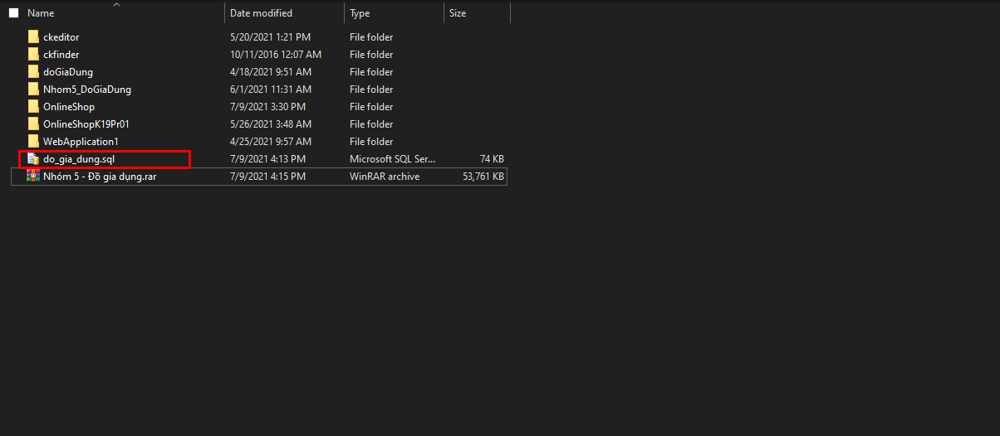 Name Date modified Type Size
ckeditor 5/20/2021 1:21 PM File folder
ckfinder 10/11/2016 12:07 AM File folder
doGiaDung 4/18/2021 9:51 AM File folder
Nhom5_DoGiaDung 6/1/2021 11:31 AM File folder
OnlineShop 7/9/2021 3:30 PM File folder
OnlineShopK19Pr01 5/26/2021 3:48 AM File folder
WebApplication1 4/25/2021 9:57 AM File folder
do_gia_dung.sql 7/9/2021 4:13 PM Microsoft SQL Ser... 74 KB
Nhóm 5 - Đồ gia dụng.rar 7/9/2021 4:15 PM WinRAR archive 53,761 KB